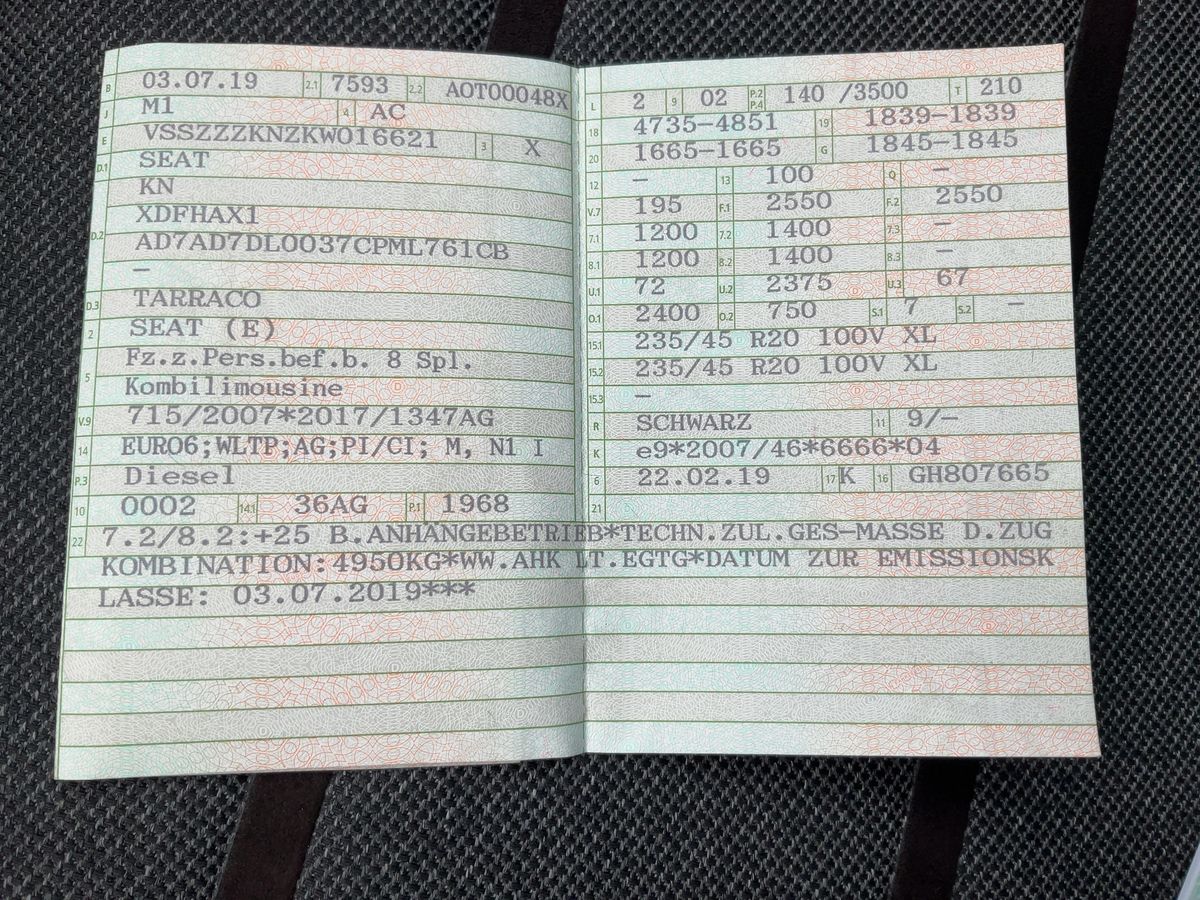 B 03.07.19 2.1 7593 2.2 AOT00048X
J M1 4 AC
E VSSZZZKNZKW016621 3 X
D.1 SEAT
KN
D.2 XDFHAX1
AD7AD7DL0037CPML761CB
—
D.3 TARRACO
2 SEAT (E)
5 Fz.z.Pers.bef.b. 8 Spl.
Kombilimousine
V.9 715/2007*2017/1347AG
14 EURO6;WLTP;AG;PI/CI; M, N1 I
P.3 Diesel
10 0002 14.1 36AG P.1 1968
L 2 9 02 P.2 P.4 140 /3500 T 210
18 4735-4851 19 1839-1839
20 1665-1665 G 1845-1845
12 — 13 100 Q —
V.7 195 F.1 2550 F.2 2550
7.1 1200 7.2 1400 7.3 —
8.1 1200 8.2 1400 8.3 —
U.1 72 U.2 2375 U.3 67
O.1 2400 O.2 750 S.1 7 S.2 —
15.1 235/45 R20 100V XL
15.2 235/45 R20 100V XL
15.3 —
R SCHWARZ 11 9/—
K e9*2007/46*6666*04
6 22.02.19 17 K 16 GH807665
21
22 7.2/8.2:+25 B.ANHÄNGEBETRIEB*TECHN.ZUL.GES-MASSE D.ZUG
KOMBINATION:4950KG*WW.AHK LT.EGTG*DATUM ZUR EMISSIONSK
LASSE: 03.07.2019***